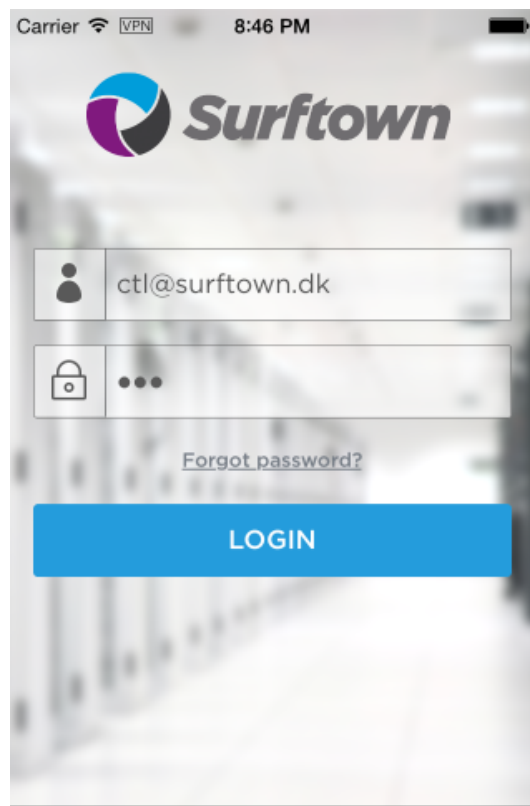 Carrier VPN 8:46 PM
Surftown
ctl@surftown.dk
•••
Forgot password?
LOGIN